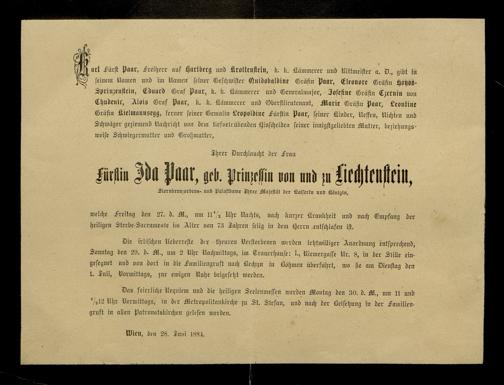 Karl Fürst Paar, Freiherr auf Hartberg und Krottenstein, k. k. Kämmerer und Rittmeister a. D., gibt in
seinem Namen und im Namen seiner Geschwister Guidobaldine Gräfin Paar, Eleonore Gräfin Hoyos-
Sprinzenstein, Eduard Graf Paar, k. k. Kämmerer und Generalmajor, Josefine Gräfin Czernin von
Chudenic, Alois Graf Paar, k. k. Kämmerer und Oberstlieutenant, Marie Gräfin Paar, Leontine
Gräfin Kielmannsegg, ferner seiner Gemalin Leopoldine Fürstin Paar, seiner Kinder, Neffen, Nichten und
Schwäger geziemend Nachricht von dem tiefbetrübenden Hinscheiden seiner innigstgeliebten Mutter, beziehungs-
weise Schwiegermutter und Großmutter,
Ihrer Durchlaucht der Frau
Fürstin Ida Paar, geb. Prinzessin von und zu Liechtenstein,
Sternkreuzordens- und Palastdame Ihrer Majestät der Kaiserin und Königin,
welche Freitag den 27. d. M., um 11 1/2 Uhr Nachts, nach kurzer Krankheit und nach Empfang der
heiligen Sterbe-Sacramente im Alter von 73 Jahren selig in dem Herrn entschlafen ist.
Die irdischen Ueberreste der theuren Verstorbenen werden letztwilliger Anordnung entsprechend,
Sonntag den 29. d. M., um 2 Uhr Nachmittags, im Trauerhause: I., Riemergasse Nr. 8, in der Stille ein-
gesegnet und von dort in die Familiengruft nach Bechyn in Böhmen überführt, wo sie am Dienstag den
1. Juli, Vormittags, zur ewigen Ruhe beigesetzt werden.
Das feierliche Requiem und die heiligen Seelenmessen werden Montag den 30. d. M., um 11 und
1/2 12 Uhr Vormittags, in der Metropolitankirche zu St. Stefan, und nach der Beisetzung in der Familien-
gruft in allen Patronatskirchen gelesen werden.
Wien, den 28. Juni 1884.